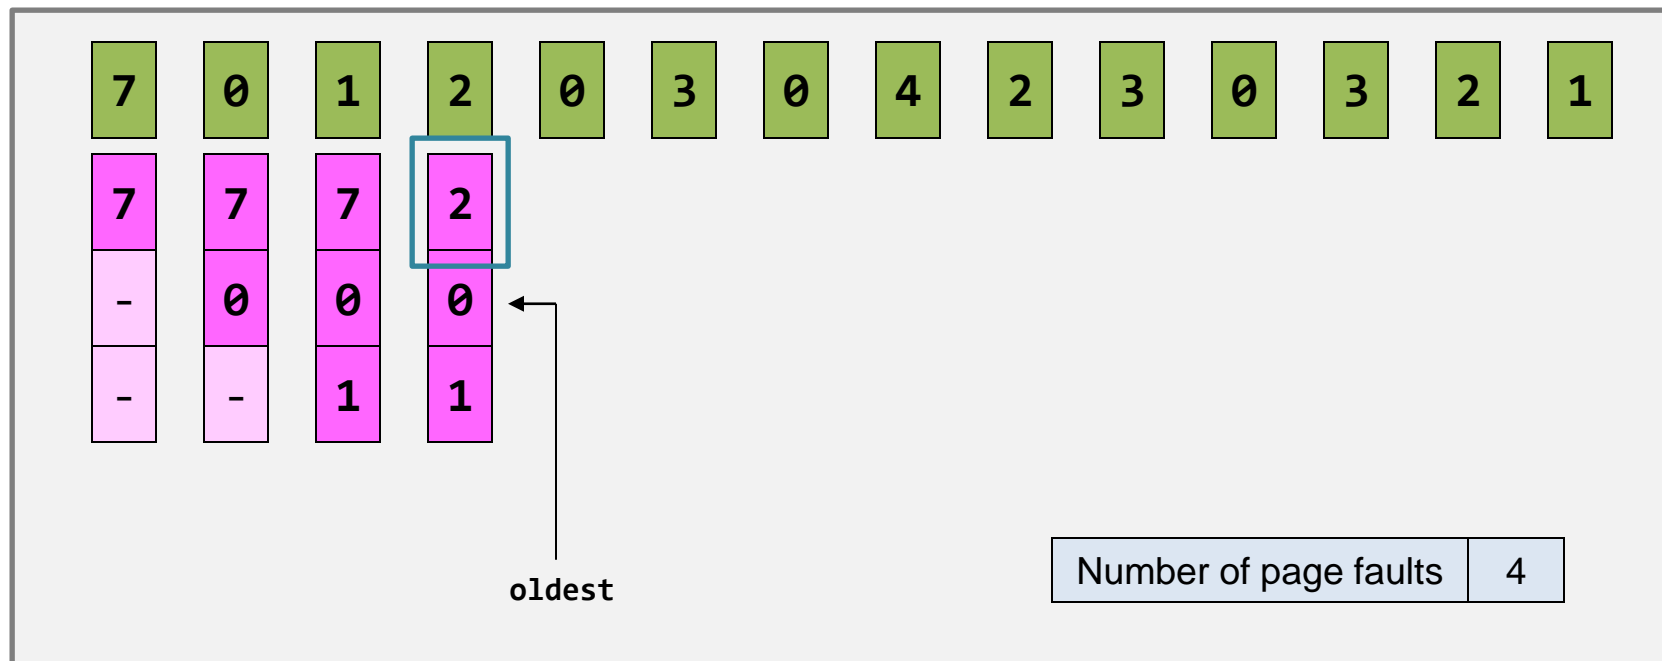 7 0 1 2 0 3 0 4 2 3 0 3 2 1
7 7 7 2
- 0 0 0
- - 1 1
Number of page faults 4
oldest